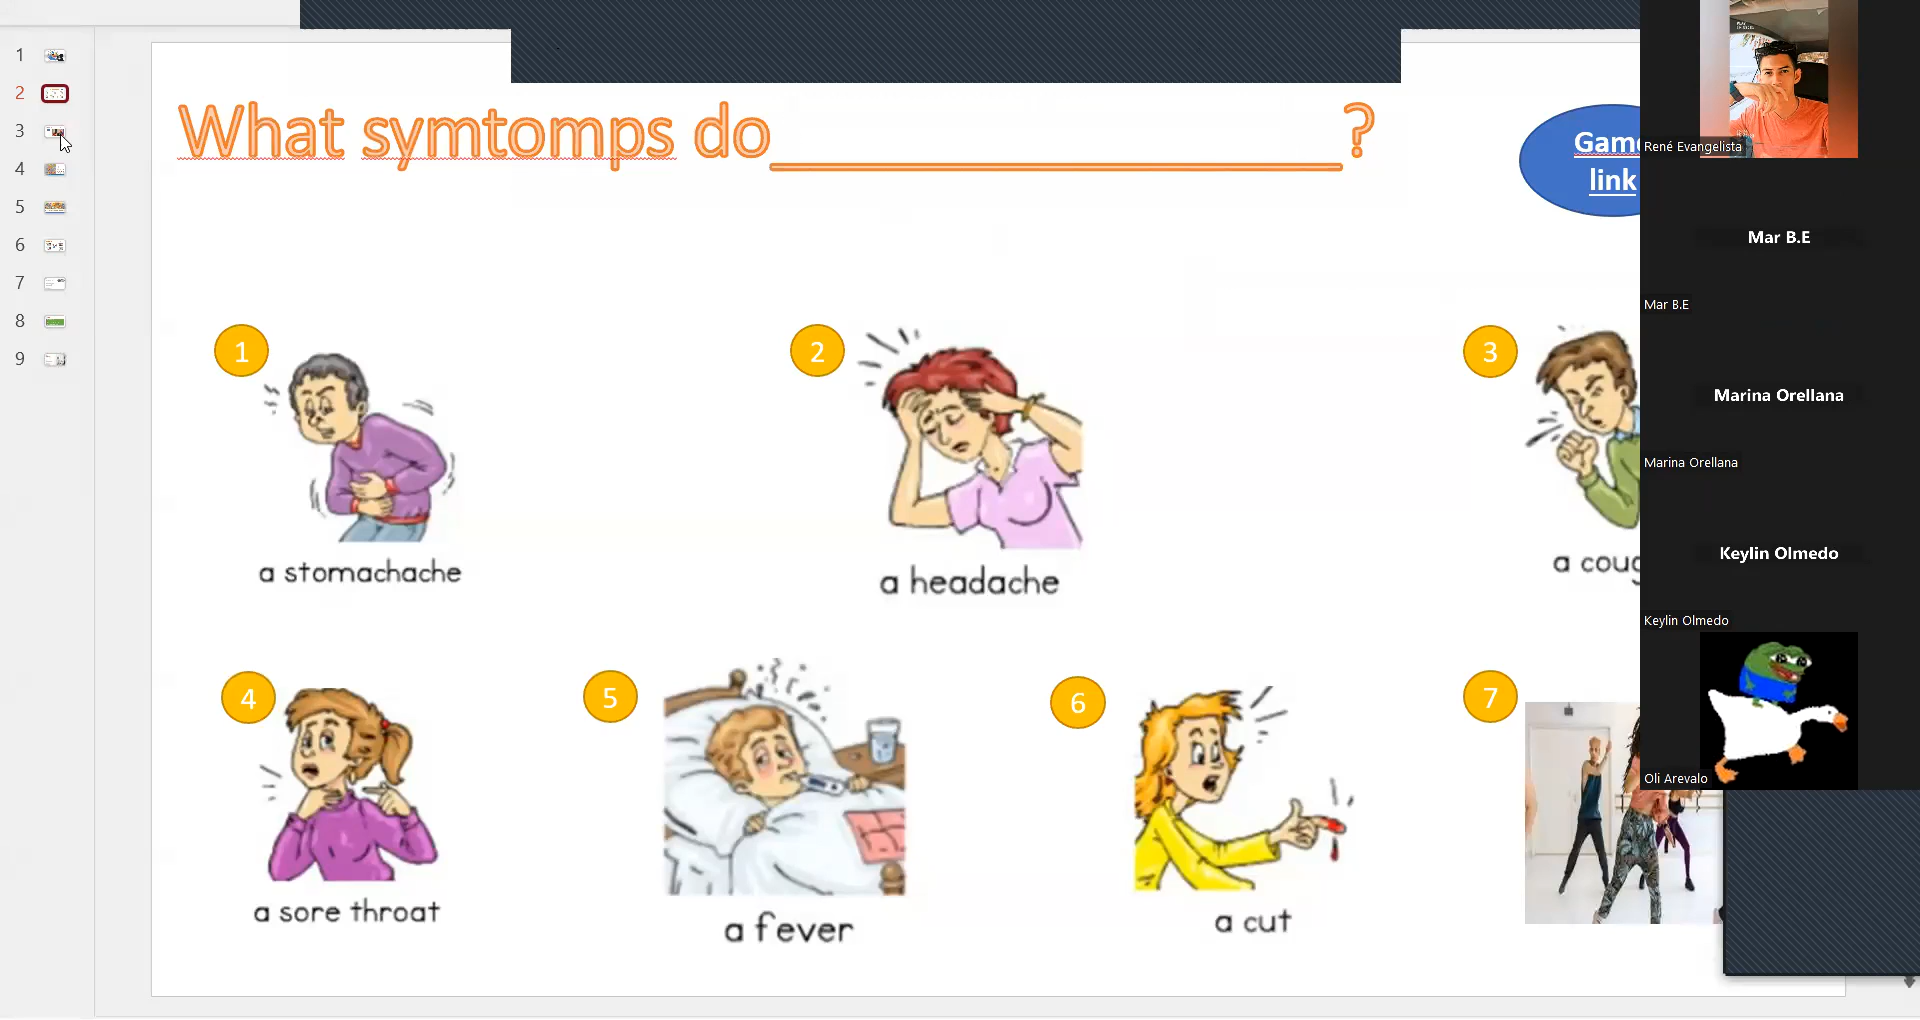 1
2
3
4
5
6
7
8
9
What symtomps do____________________?
Game
link
1
2
3
a stomachache
a headache
a coug
4
5
6
7
a sore throat
a fever
a cut
René Evangelista
Mar B.E
Mar B.E
Marina Orellana
Marina Orellana
Keylin Olmedo
Keylin Olmedo
Oli Arevalo